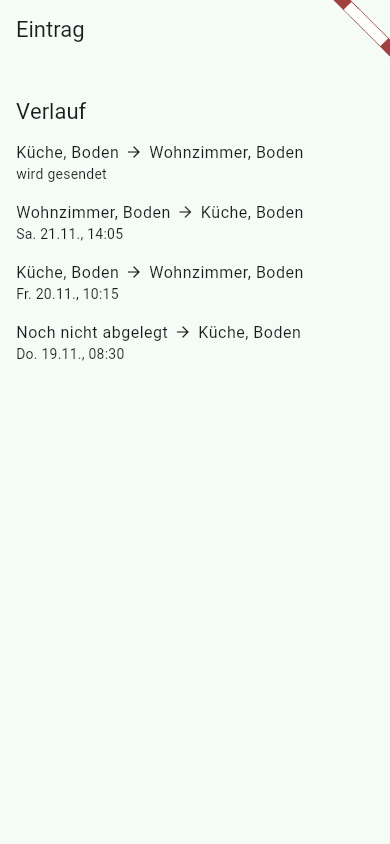 Eintrag
Verlauf
Küche, Boden → Wohnzimmer, Boden
wird gesendet
Wohnzimmer, Boden → Küche, Boden
Sa. 21.11., 14:05
Küche, Boden → Wohnzimmer, Boden
Fr. 20.11., 10:15
Noch nicht abgelegt → Küche, Boden
Do. 19.11., 08:30